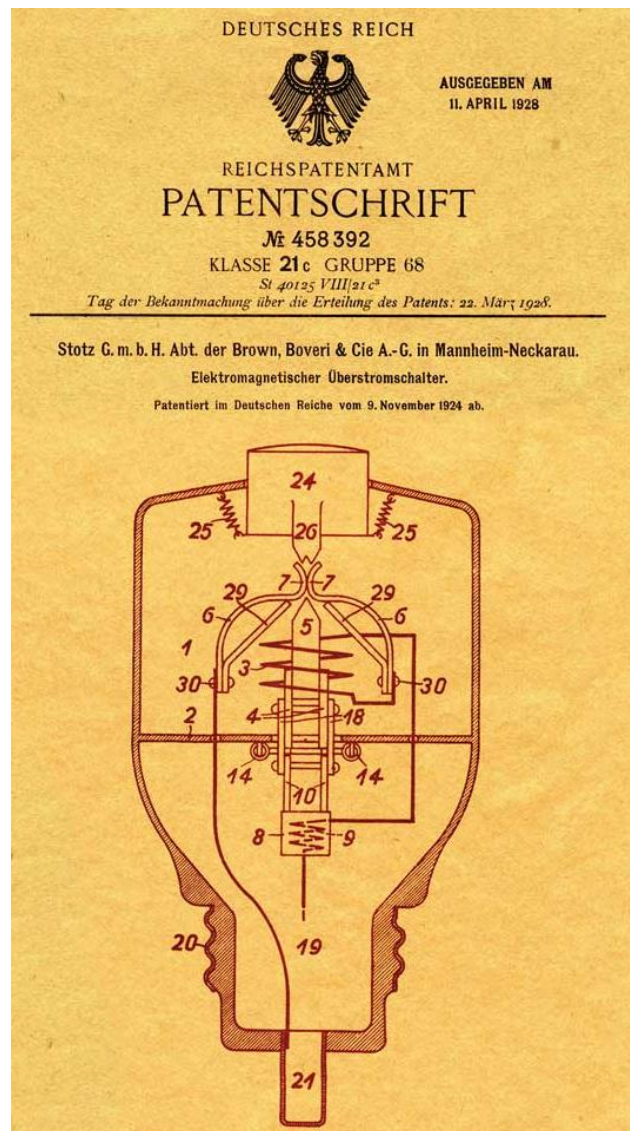 DEUTSCHES REICH
AUSGEGEBEN AM
11. APRIL 1928
REICHSPATENTAMT
PATENTSCHRIFT
№ 458392
KLASSE 21c GRUPPE 68
St 40125 VIII|21c³
Tag der Bekanntmachung über die Erteilung des Patents: 22. März 1928.
Stotz G.m.b.H. Abt. der Brown, Boveri & Cie A.-G. in Mannheim-Neckarau.
Elektromagnetischer Überstromschalter.
Patentiert im Deutschen Reiche vom 9. November 1924 ab.
24
25 26 25
7 7
6 29 29 6
5
1
3
30 30
4 18
2
14 14
10
8 9
20 19
21